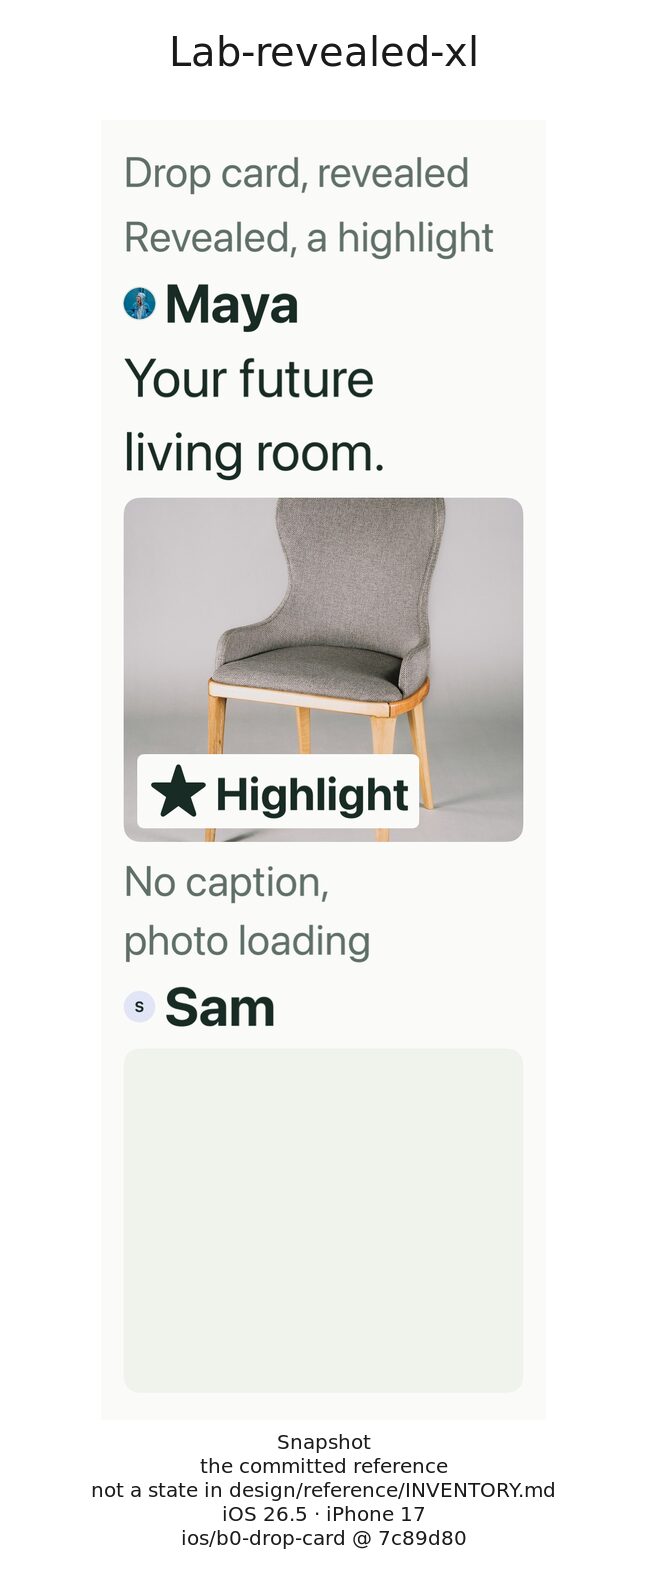 Lab-revealed-xl
Drop card, revealed
Revealed, a highlight
Maya
Your future
living room.
Highlight
No caption,
photo loading
S
Sam
Snapshot
the committed reference
not a state in design/reference/INVENTORY.md
iOS 26.5 · iPhone 17
ios/b0-drop-card @ 7c89d80